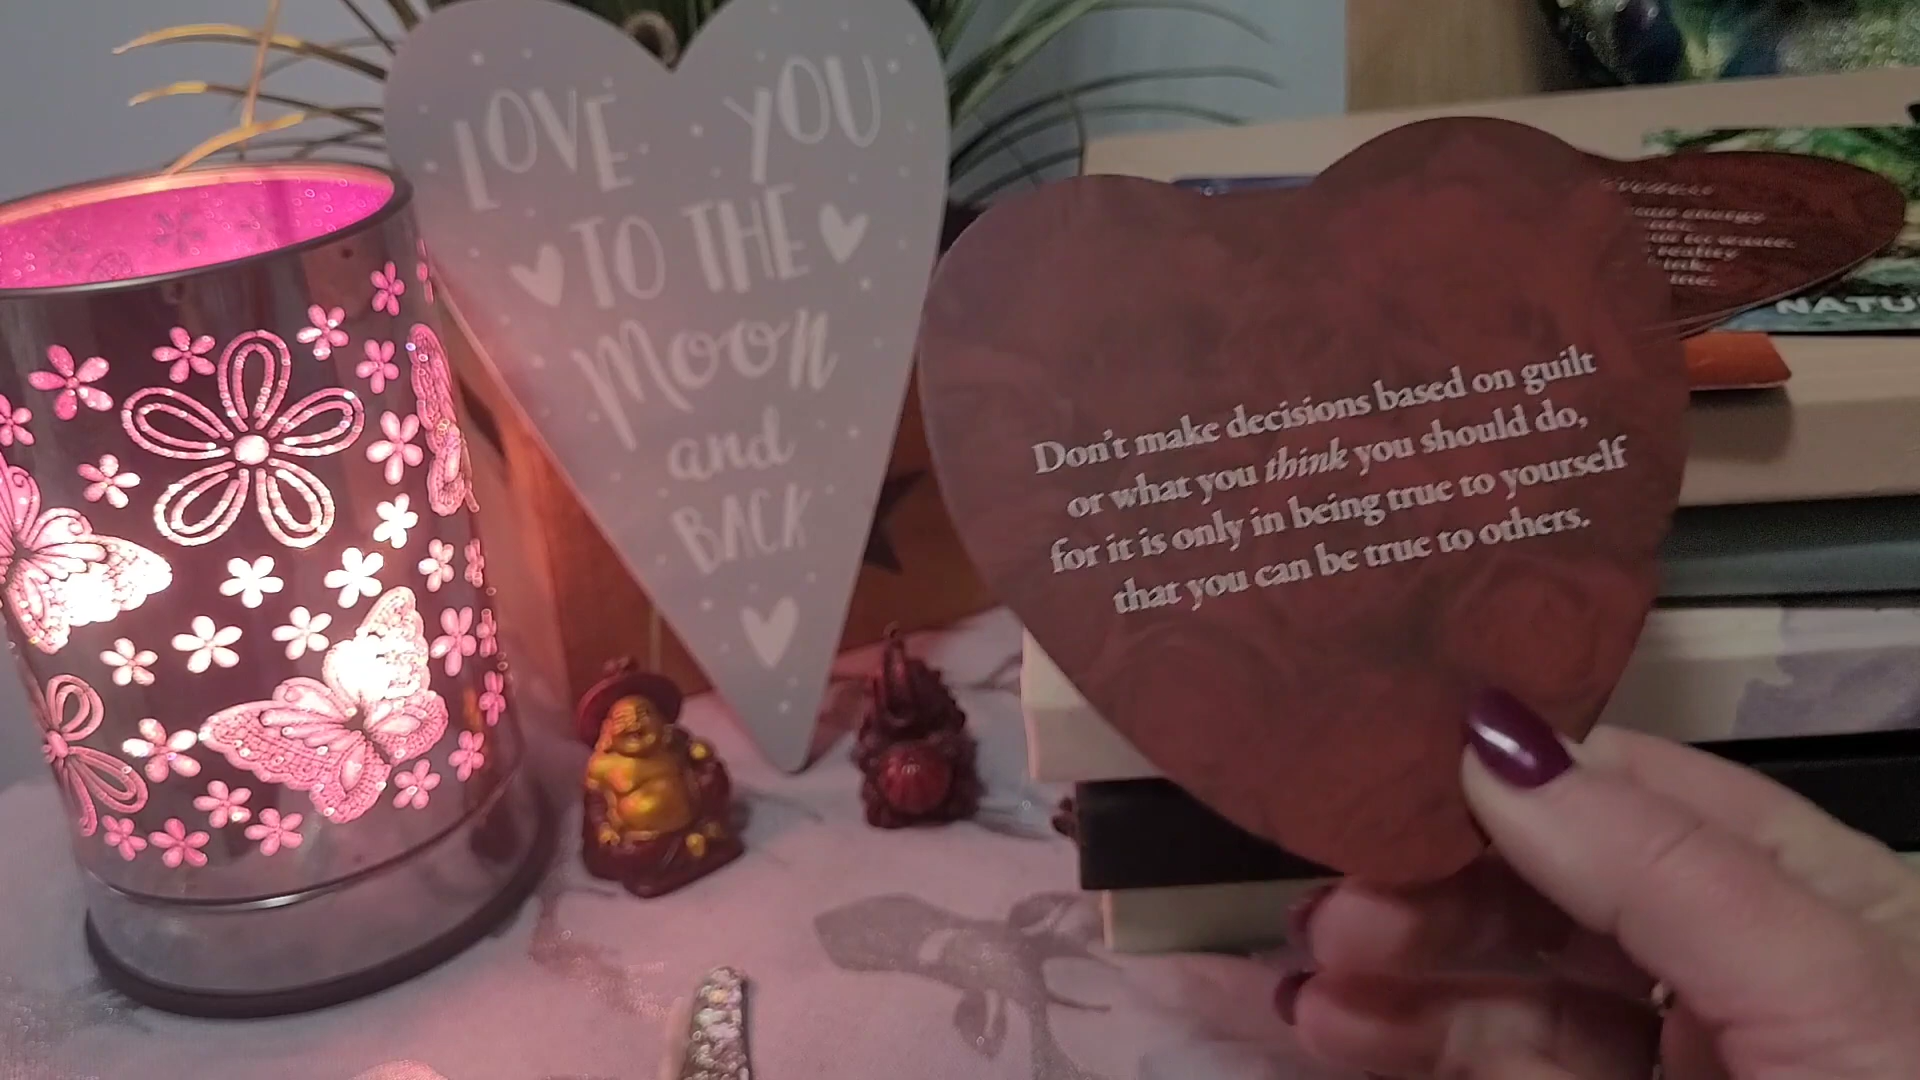 LOVE YOU
TO THE
Moon
and
BACK
Don't make decisions based on guilt
or what you think you should do,
for it is only in being true to yourself
that you can be true to others.
NATU